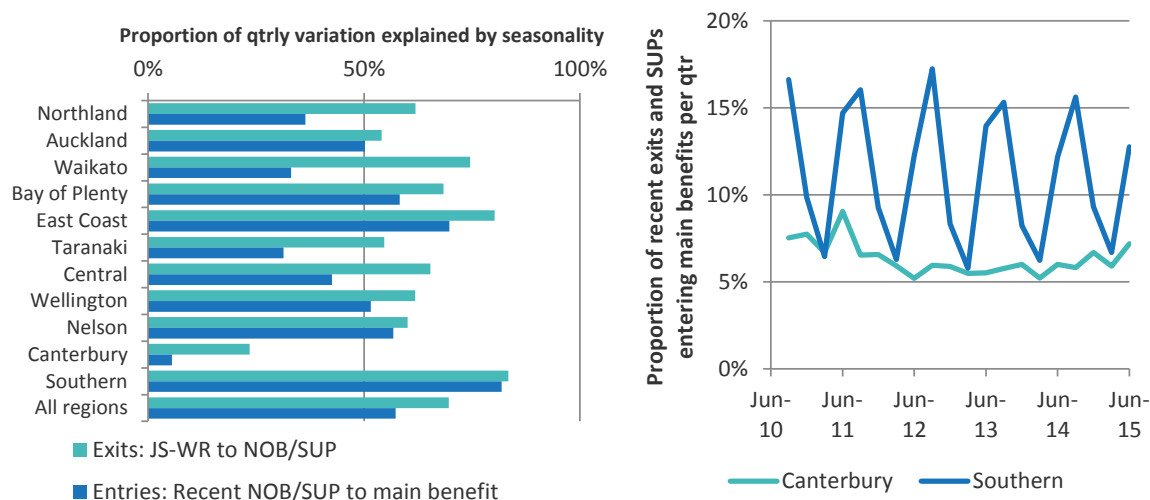 Proportion of qtrly variation explained by seasonality
0%
50%
100%
Northland
Auckland
Waikato
Bay of Plenty
East Coast
Taranaki
Central
Wellington
Nelson
Canterbury
Southern
All regions
Exits: JS-WR to NOB/SUP
Entries: Recent NOB/SUP to main benefit
Proportion of recent exits and SUPs
entering main benefits per qtr
20%
15%
10%
5%
0%
Jun-
10
Jun-
11
Jun-
12
Jun-
13
Jun-
14
Jun-
15
Canterbury
Southern